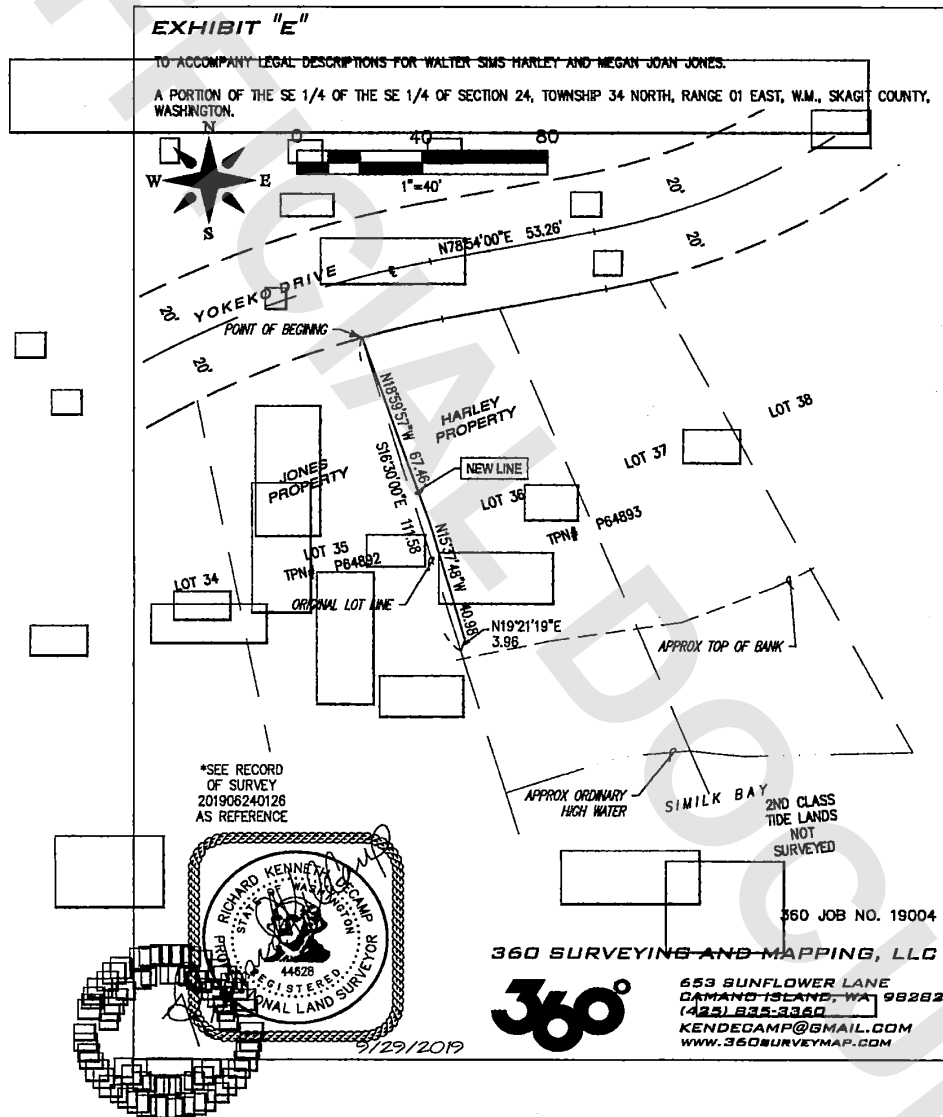 EXHIBIT "E"
TO ACCOMPANY LEGAL DESCRIPTIONS FOR WALTER SIMS HARLEY AND MEGAN JOAN JONES.
A PORTION OF THE SE 1/4 OF THE SE 1/4 OF SECTION 24, TOWNSHIP 34 NORTH, RANGE 01 EAST, W.M., SKAGIT COUNTY,
WASHINGTON.
N
W E
S
0 40 80
1"=40'
20'
20'
N78°54'00"E 53.26'
YOKEKO DRIVE
20'
20'
POINT OF BEGINNG
N18°59'57"W 67.46
S16°30'00"E 111.58
HARLEY
PROPERTY
JONES
PROPERTY
NEW LINE
LOT 38
LOT 37
LOT 36
TPN# P64893
LOT 35
TPN# P64892
LOT 34
ORIGINAL LOT LINE
N15°37'48"W 40.98
N19°21'19"E
3.96
APPROX TOP OF BANK
*SEE RECORD
OF SURVEY
201906240126
AS REFERENCE
APPROX ORDINARY
HIGH WATER
SIMILK BAY
2ND CLASS
TIDE LANDS
NOT
SURVEYED
RICHARD KENNETH DECAMP
STATE OF WASHINGTON
44628
REGISTERED
ONAL LAND SURVEYOR
9/29/2019
360 JOB NO. 19004
360 SURVEYING AND MAPPING, LLC
360°
653 SUNFLOWER LANE
CAMANO ISLAND, WA 98282
(425) 835-3360
KENDECAMP@GMAIL.COM
WWW.360SURVEYMAP.COM